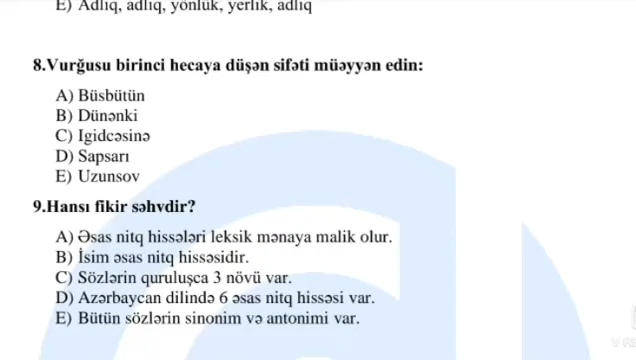 E) Adlıq, adlıq, yönlük, yerlik, adlıq
8.Vurğusu birinci hecaya düşən sifəti müəyyən edin:
A) Büsbütün
B) Dünənki
C) Igidcəsinə
D) Sapsarı
E) Uzunsov
9.Hansı fikir səhvdir?
A) Əsas nitq hissələri leksik mənaya malik olur.
B) İsim əsas nitq hissəsidir.
C) Sözlərin quruluşca 3 növü var.
D) Azərbaycan dilində 6 əsas nitq hissəsi var.
E) Bütün sözlərin sinonim və antonimi var.